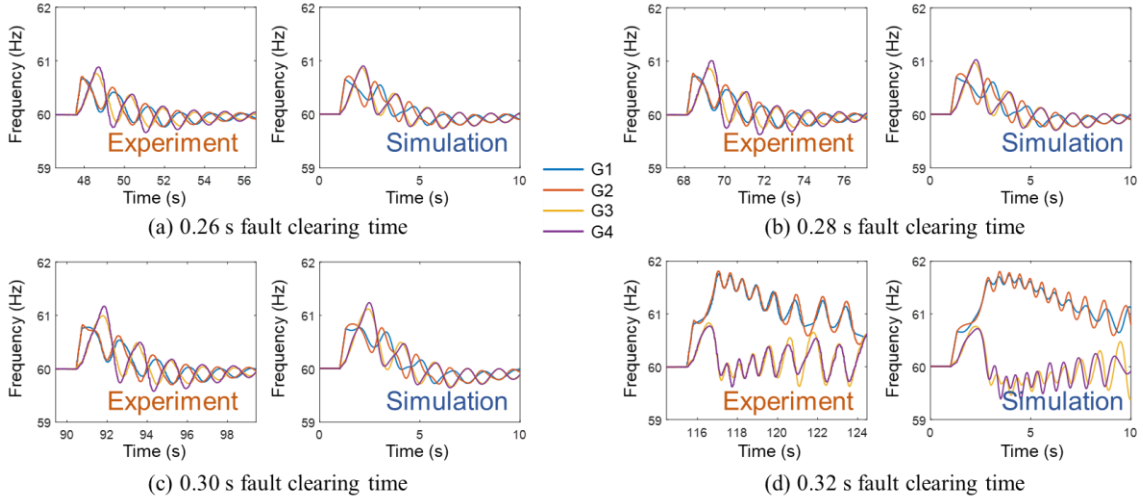 62
61
60
59
Frequency (Hz)
48 50 52 54 56
Time (s)
Experiment
62
61
60
59
Frequency (Hz)
0 5 10
Time (s)
Simulation
(a) 0.26 s fault clearing time
G1
G2
G3
G4
62
61
60
59
Frequency (Hz)
68 70 72 74 76
Time (s)
Experiment
62
61
60
59
Frequency (Hz)
0 5 10
Time (s)
Simulation
(b) 0.28 s fault clearing time
62
61
60
59
Frequency (Hz)
90 92 94 96 98
Time (s)
Experiment
62
61
60
59
Frequency (Hz)
0 5 10
Time (s)
Simulation
(c) 0.30 s fault clearing time
62
61
60
59
Frequency (Hz)
116 118 120 122 124
Time (s)
Experiment
62
61
60
59
Frequency (Hz)
0 5 10
Time (s)
Simulation
(d) 0.32 s fault clearing time